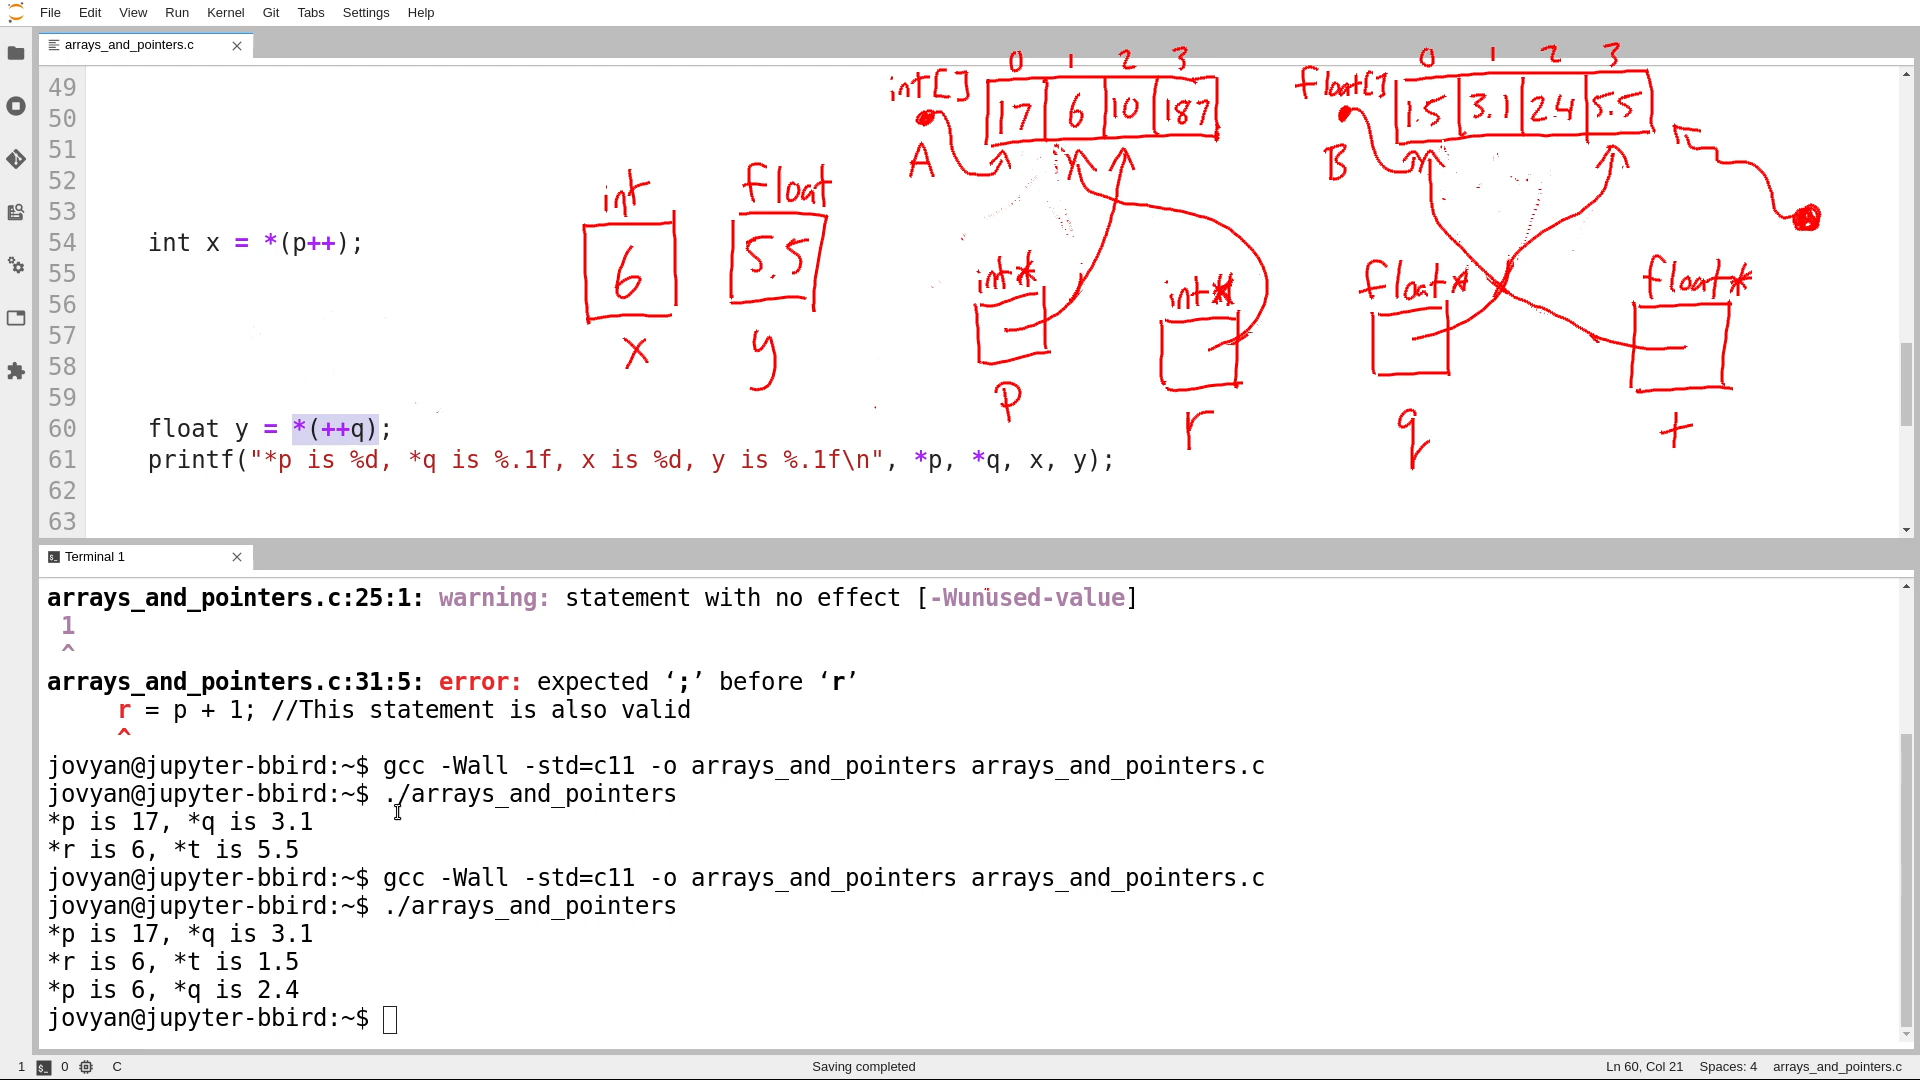 File Edit View Run Kernel Git Tabs Settings Help
arrays_and_pointers.c
49
50
51
52
53
54 int x = *(p++);
55
56
57
58
59
60 float y = *(++q);
61 printf("*p is %d, *q is %.1f, x is %d, y is %.1f\n", *p, *q, x, y);
62
63
0 1 2 3
int[]
17 6 10 187
A
0 1 2 3
float[]
1.5 3.1 2.4 5.5
B
int
6
x
float
5.5
y
int*
p
int*
r
float*
q
float*
t
Terminal 1
arrays_and_pointers.c:25:1: warning: statement with no effect [-Wunused-value]
1
^
arrays_and_pointers.c:31:5: error: expected ‘;’ before ‘r’
r = p + 1; //This statement is also valid
^
jovyan@jupyter-bbird:~$ gcc -Wall -std=c11 -o arrays_and_pointers arrays_and_pointers.c
jovyan@jupyter-bbird:~$ ./arrays_and_pointers
*p is 17, *q is 3.1
*r is 6, *t is 5.5
jovyan@jupyter-bbird:~$ gcc -Wall -std=c11 -o arrays_and_pointers arrays_and_pointers.c
jovyan@jupyter-bbird:~$ ./arrays_and_pointers
*p is 17, *q is 3.1
*r is 6, *t is 1.5
*p is 6, *q is 2.4
jovyan@jupyter-bbird:~$
1 0 C Saving completed Ln 60, Col 21 Spaces: 4 arrays_and_pointers.c